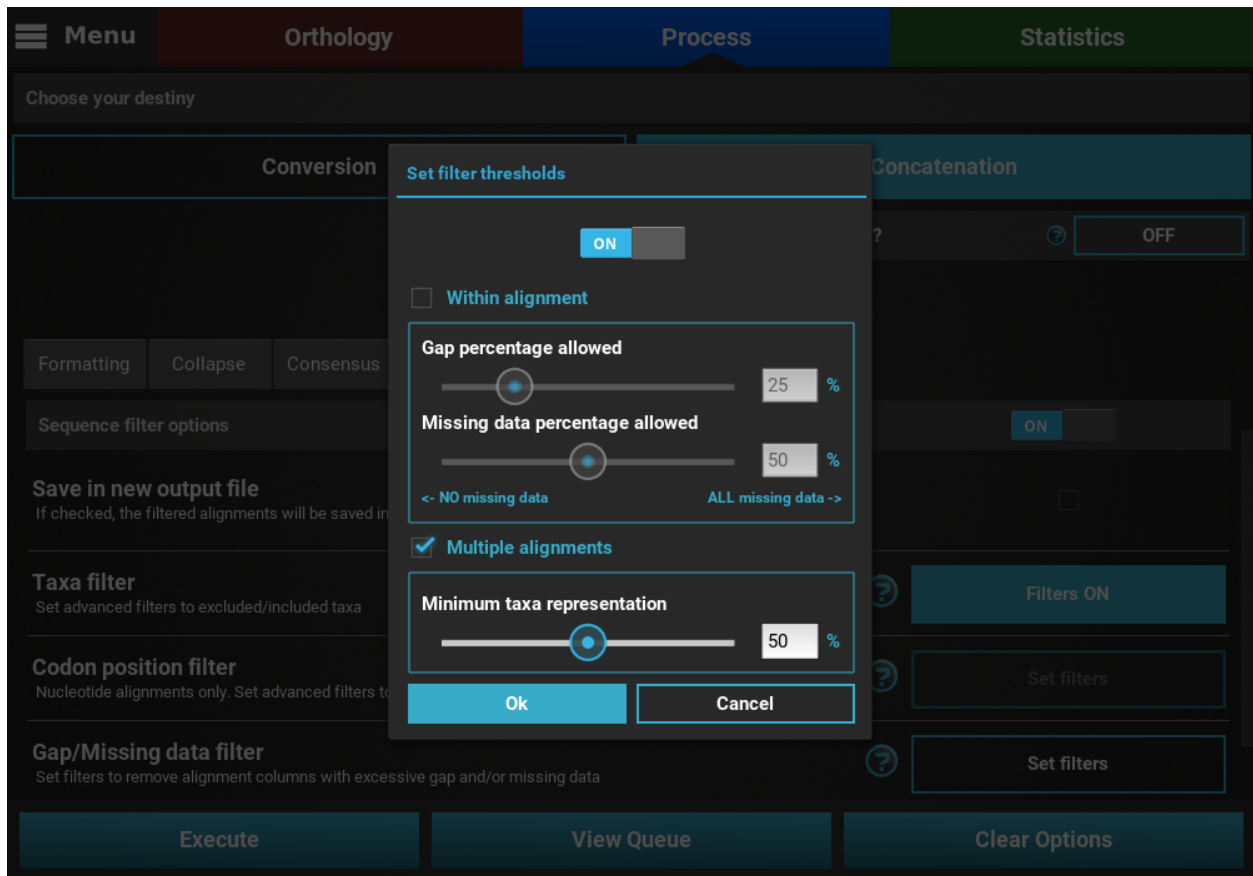 Menu
Orthology
Process
Statistics
Choose your destiny
Conversion
Concatenation
Set filter thresholds
ON
?
?
OFF
Within alignment
Gap percentage allowed
25 %
Formatting
Collapse
Consensus
Missing data percentage allowed
50 %
<- NO missing data
ALL missing data ->
Sequence filter options
ON
Save in new output file
If checked, the filtered alignments will be saved in
Multiple alignments
Minimum taxa representation
50 %
Taxa filter
Set advanced filters to excluded/included taxa
?
Filters ON
Codon position filter
Nucleotide alignments only. Set advanced filters to
?
Set filters
Ok
Cancel
Gap/Missing data filter
Set filters to remove alignment columns with excessive gap and/or missing data
?
Set filters
Execute
View Queue
Clear Options